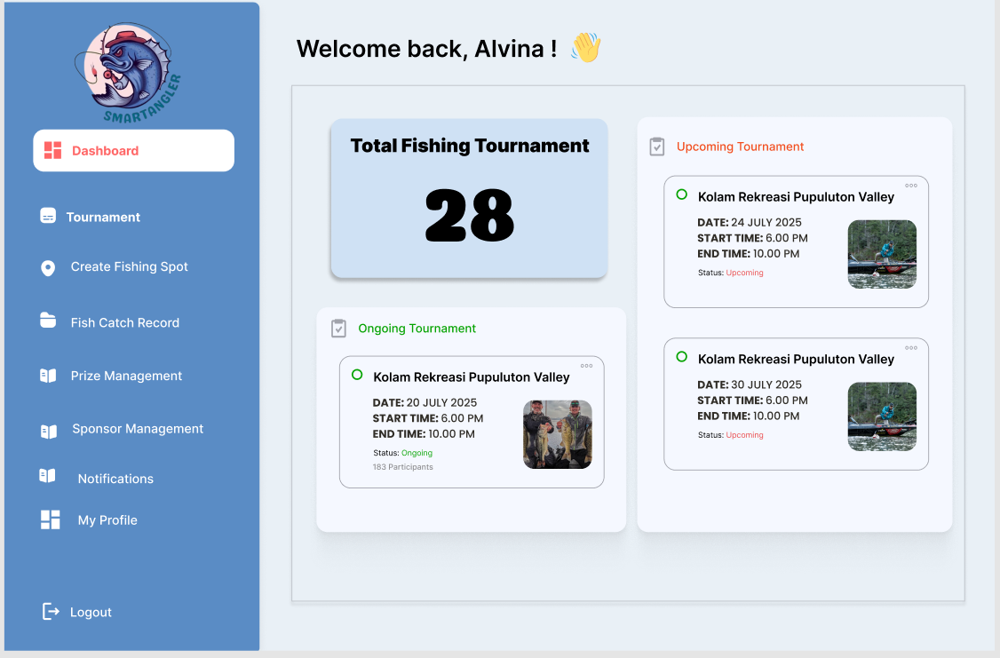 SMARTANGLER
Dashboard
Tournament
Create Fishing Spot
Fish Catch Record
Prize Management
Sponsor Management
Notifications
My Profile
Logout
Welcome back, Alvina ! 👋
Total Fishing Tournament
28
Ongoing Tournament
Kolam Rekreasi Pupuluton Valley
DATE: 20 JULY 2025
START TIME: 6.00 PM
END TIME: 10.00 PM
Status: Ongoing
183 Participants
Upcoming Tournament
Kolam Rekreasi Pupuluton Valley
DATE: 24 JULY 2025
START TIME: 6.00 PM
END TIME: 10.00 PM
Status: Upcoming
Kolam Rekreasi Pupuluton Valley
DATE: 30 JULY 2025
START TIME: 6.00 PM
END TIME: 10.00 PM
Status: Upcoming